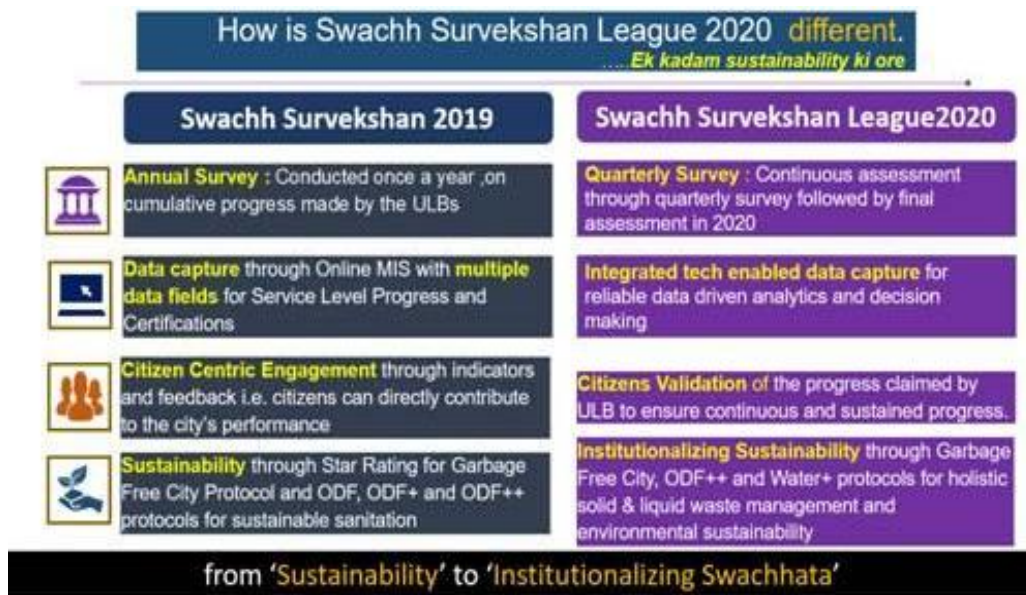 How is Swachh Survekshan League 2020 different.
.....Ek kadam sustainability ki ore
Swachh Survekshan 2019
Annual Survey : Conducted once a year ,on
cumulative progress made by the ULBs
Data capture through Online MIS with multiple
data fields for Service Level Progress and
Certifications
Citizen Centric Engagement through indicators
and feedback i.e. citizens can directly contribute
to the city's performance
Sustainability through Star Rating for Garbage
Free City Protocol and ODF, ODF+ and ODF++
protocols for sustainable sanitation
Swachh Survekshan League2020
Quarterly Survey : Continuous assessment
through quarterly survey followed by final
assessment in 2020
Integrated tech enabled data capture for
reliable data driven analytics and decision
making
Citizens Validation of the progress claimed by
ULB to ensure continuous and sustained progress.
Institutionalizing Sustainability through Garbage
Free City, ODF++ and Water+ protocols for holistic
solid & liquid waste management and
environmental sustainability
from 'Sustainability' to 'Institutionalizing Swachhata'